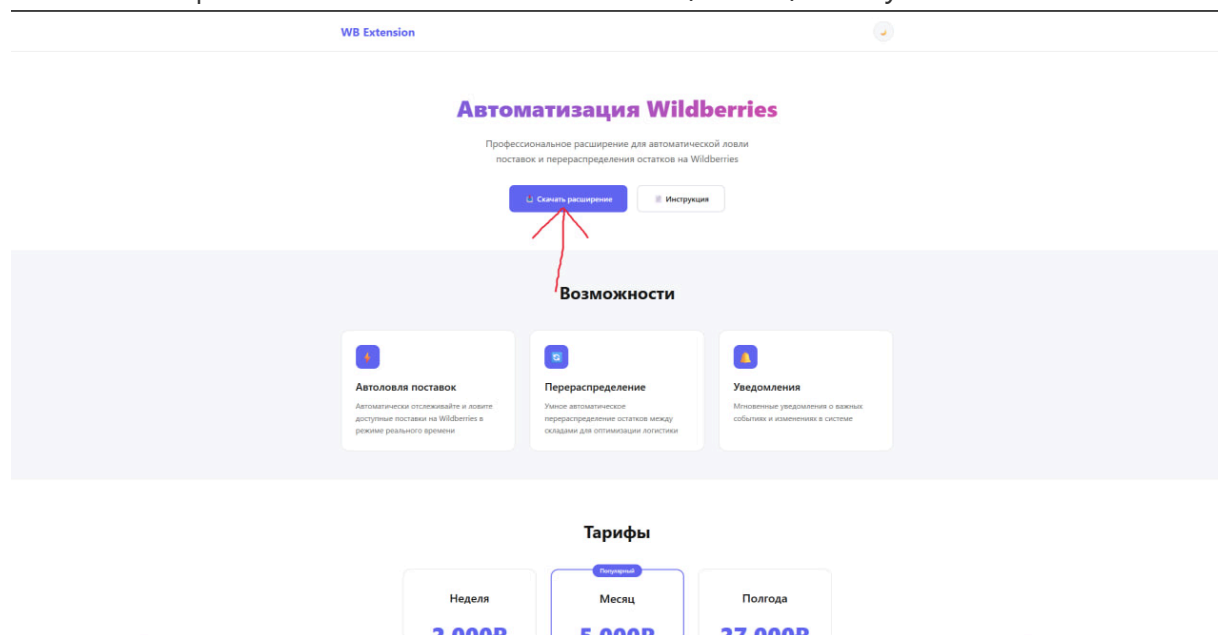 WB Extension
Автоматизация Wildberries
Профессиональное расширение для автоматической ловли
поставок и перераспределения остатков на Wildberries
Скачать расширение
Инструкция
Возможности
Автоловля поставок
Автоматически отслеживайте и ловите
доступные поставки на Wildberries в
режиме реального времени
Перераспределение
Умное автоматическое
перераспределение остатков между
складами для оптимизации логистики
Уведомления
Мгновенные уведомления о важных
событиях и изменениях в системе
Тарифы
Популярный
Неделя
Месяц
Полгода